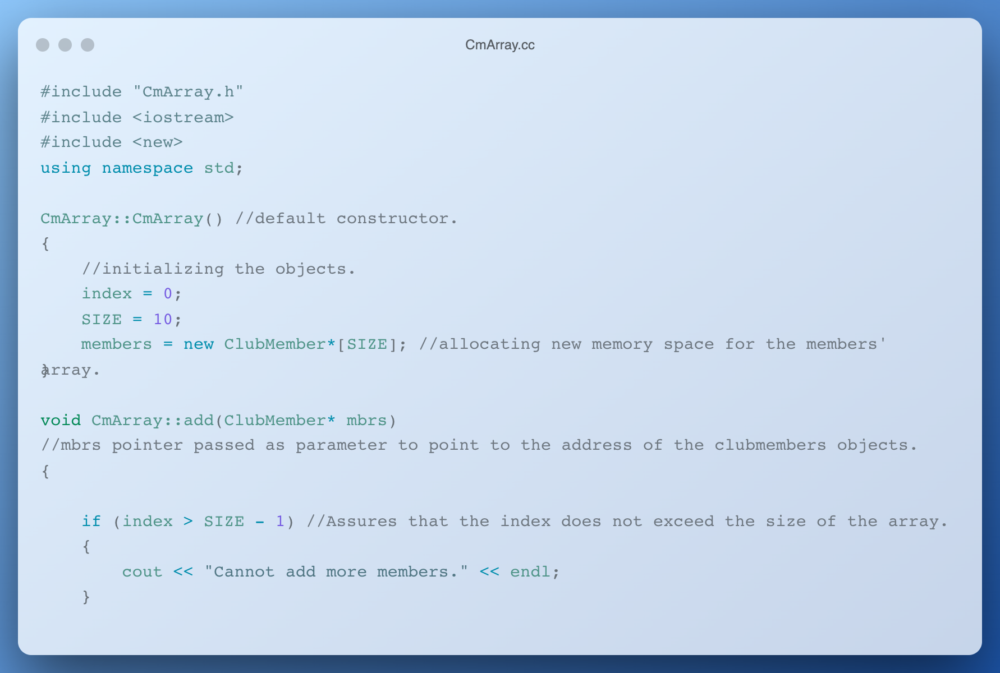 CmArray.cc
#include "CmArray.h"
#include <iostream>
#include <new>
using namespace std;
CmArray::CmArray() //default constructor.
{
//initializing the objects.
index = 0;
SIZE = 10;
members = new ClubMember*[SIZE]; //allocating new memory space for the members'
array.
}
void CmArray::add(ClubMember* mbrs)
//mbrs pointer passed as parameter to point to the address of the clubmembers objects.
{
if (index > SIZE - 1) //Assures that the index does not exceed the size of the array.
{
cout << "Cannot add more members." << endl;
}